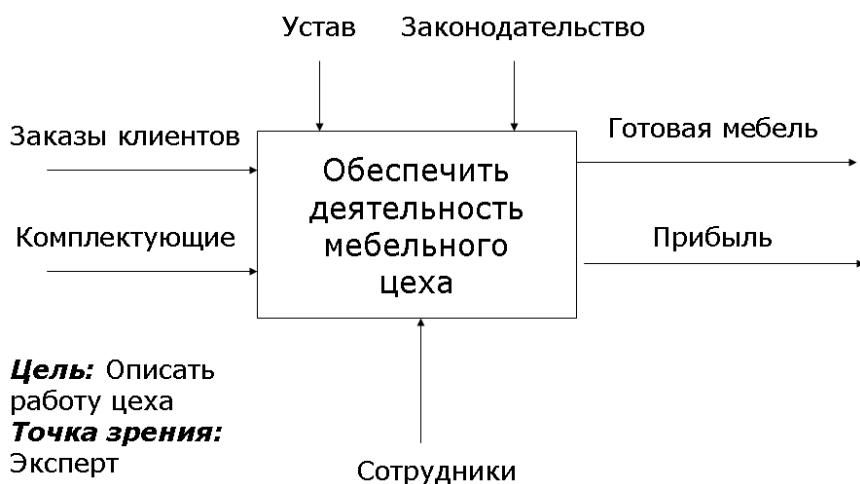 Устав
Законодательство
Заказы клиентов
Готовая мебель
Обеспечить
деятельность
мебельного
цеха
Комплектующие
Прибыль
Цель: Описать
работу цеха
Точка зрения:
Эксперт
Сотрудники